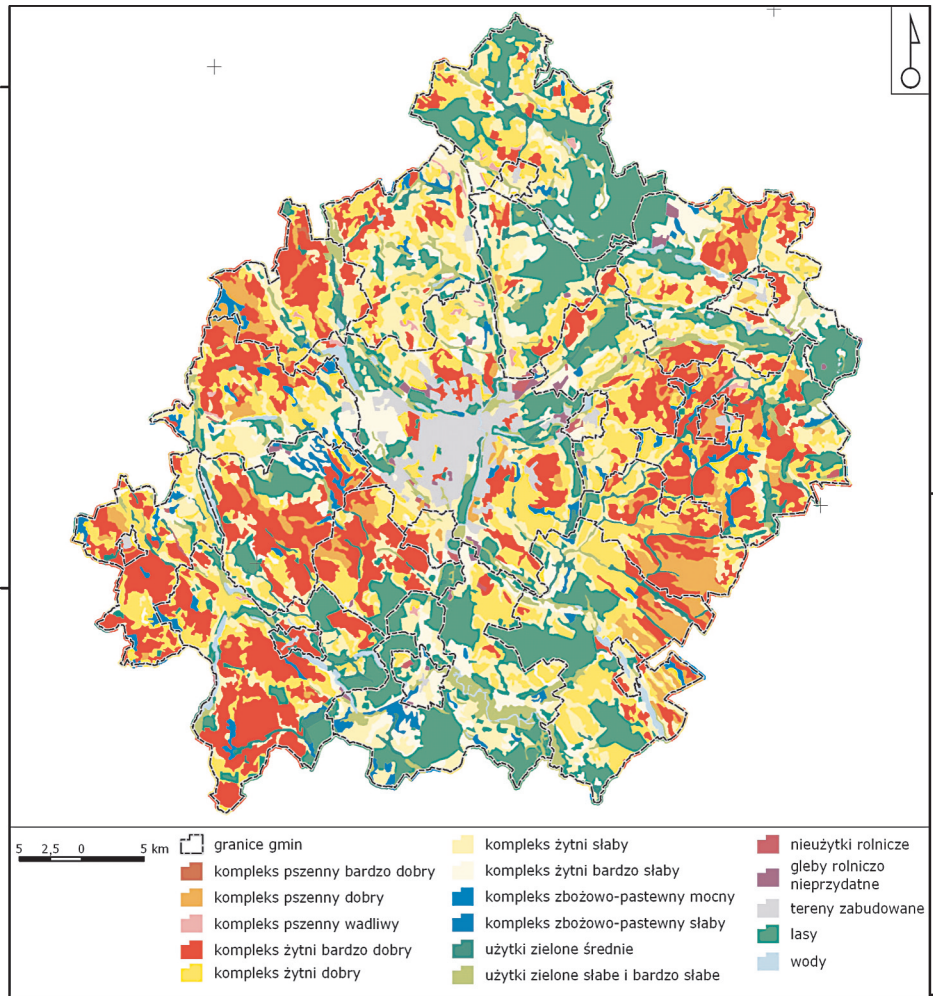 5 2,5 0 5 km
granice gmin
kompleks pszenny bardzo dobry
kompleks pszenny dobry
kompleks pszenny wadliwy
kompleks żytni bardzo dobry
kompleks żytni dobry
kompleks żytni słaby
kompleks żytni bardzo słaby
kompleks zbożowo-pastewny mocny
kompleks zbożowo-pastewny słaby
użytki zielone średnie
użytki zielone słabe i bardzo słabe
nieużytki rolnicze
gleby rolniczo
nieprzydatne
tereny zabudowane
lasy
wody